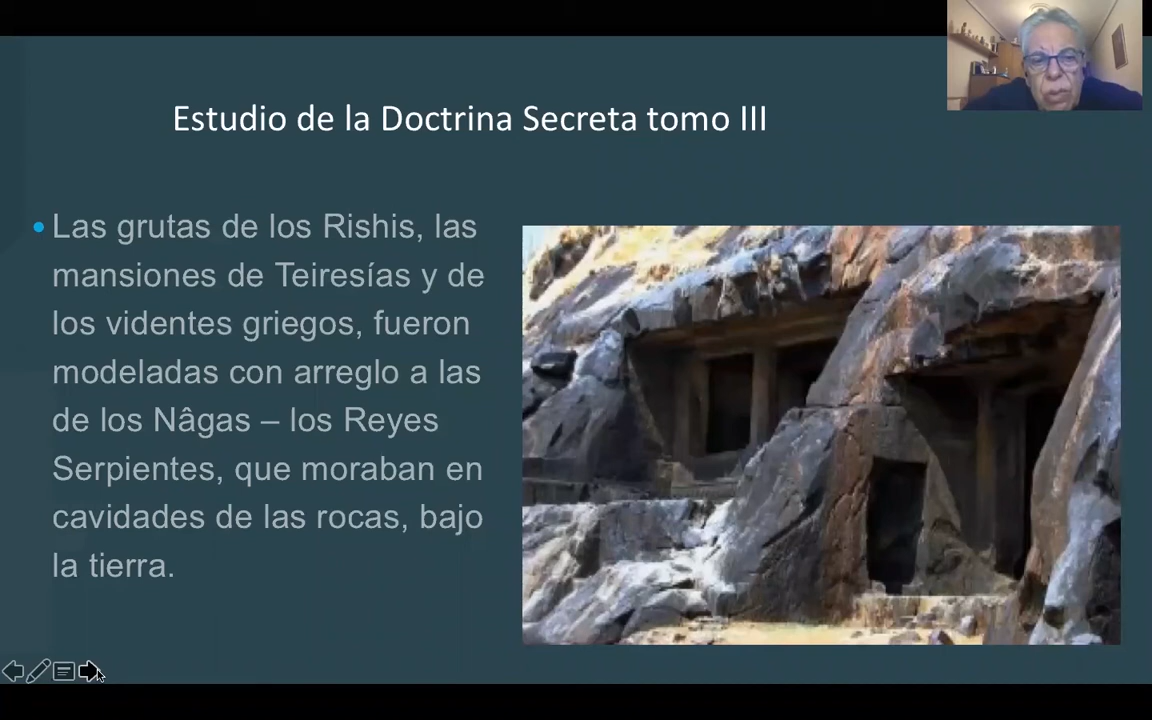 Estudio de la Doctrina Secreta tomo III
Las grutas de los Rishis, las
mansiones de Teiresías y de
los videntes griegos, fueron
modeladas con arreglo a las
de los Nâgas – los Reyes
Serpientes, que moraban en
cavidades de las rocas, bajo
la tierra.